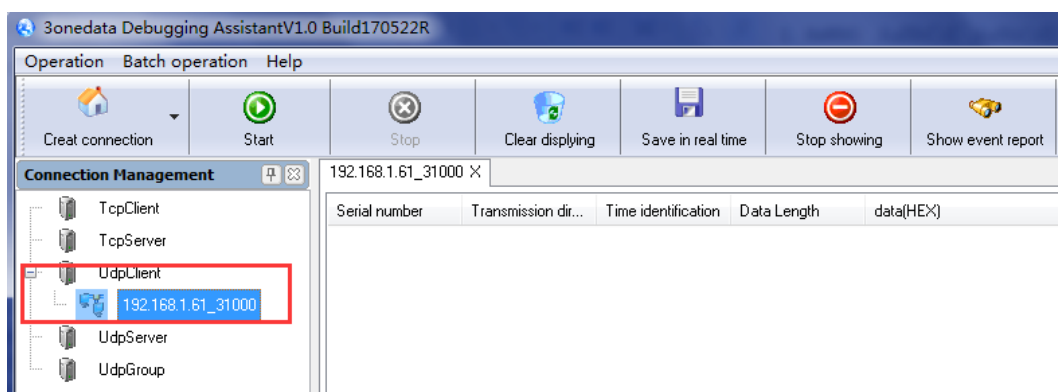 3onedata Debugging AssistantV1.0 Build170522R
Operation Batch operation Help
Creat connection Start Stop Clear displying Save in real time Stop showing Show event report
Connection Management 192.168.1.61_31000 X
Serial number Transmission dir... Time identification Data Length data(HEX)
TcpClient
TcpServer
UdpClient
192.168.1.61_31000
UdpServer
UdpGroup